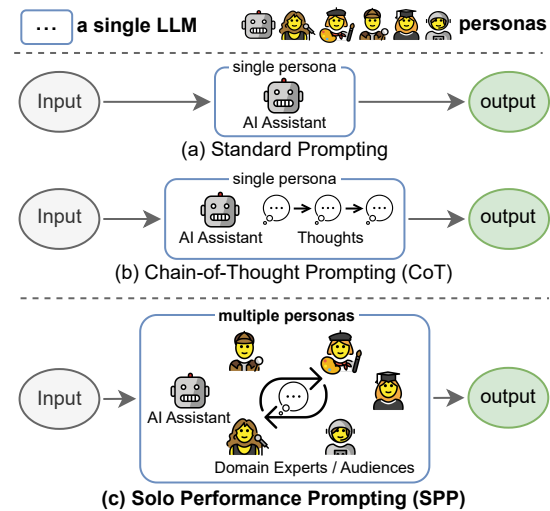 ... a single LLM
personas
single persona
Input
output
AI Assistant
(a) Standard Prompting
single persona
Input
output
AI Assistant
Thoughts
(b) Chain-of-Thought Prompting (CoT)
multiple personas
Input
output
AI Assistant
Domain Experts / Audiences
(c) Solo Performance Prompting (SPP)